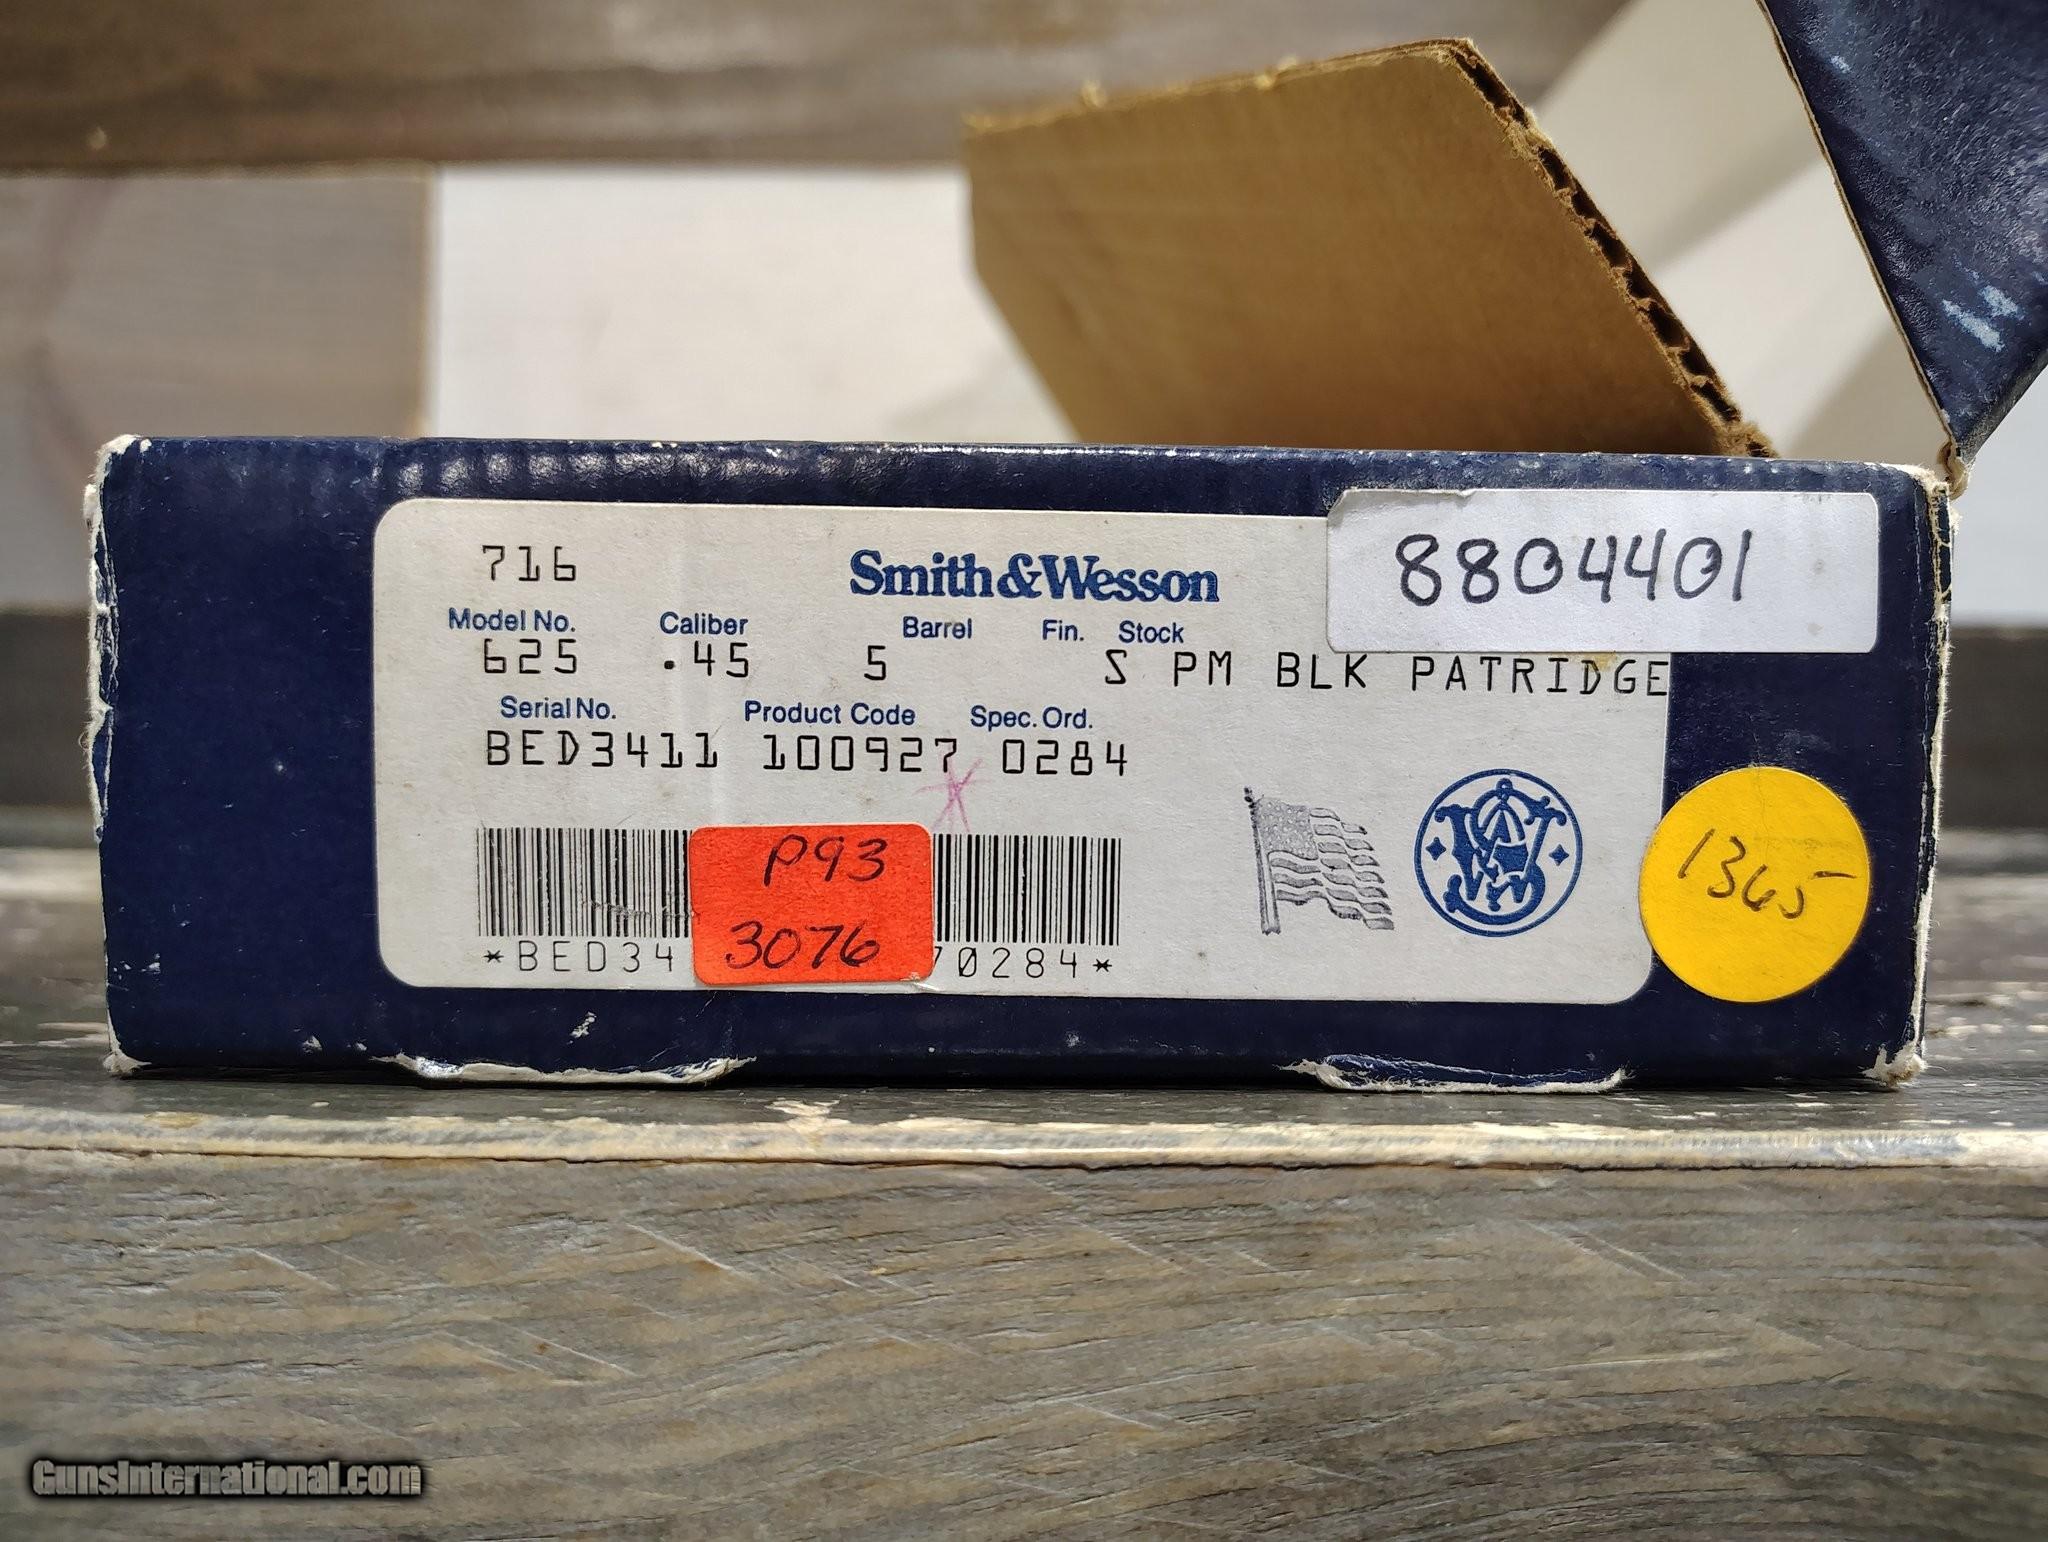 716
Smith & Wesson
8804401
Model No. Caliber Barrel Fin. Stock
625 .45 5 S PM BLK PATRIDGE
Serial No. Product Code Spec. Ord.
BED3411 100927 0284
P93
3076
*BED34 70284*
1365
GunsInternational.com